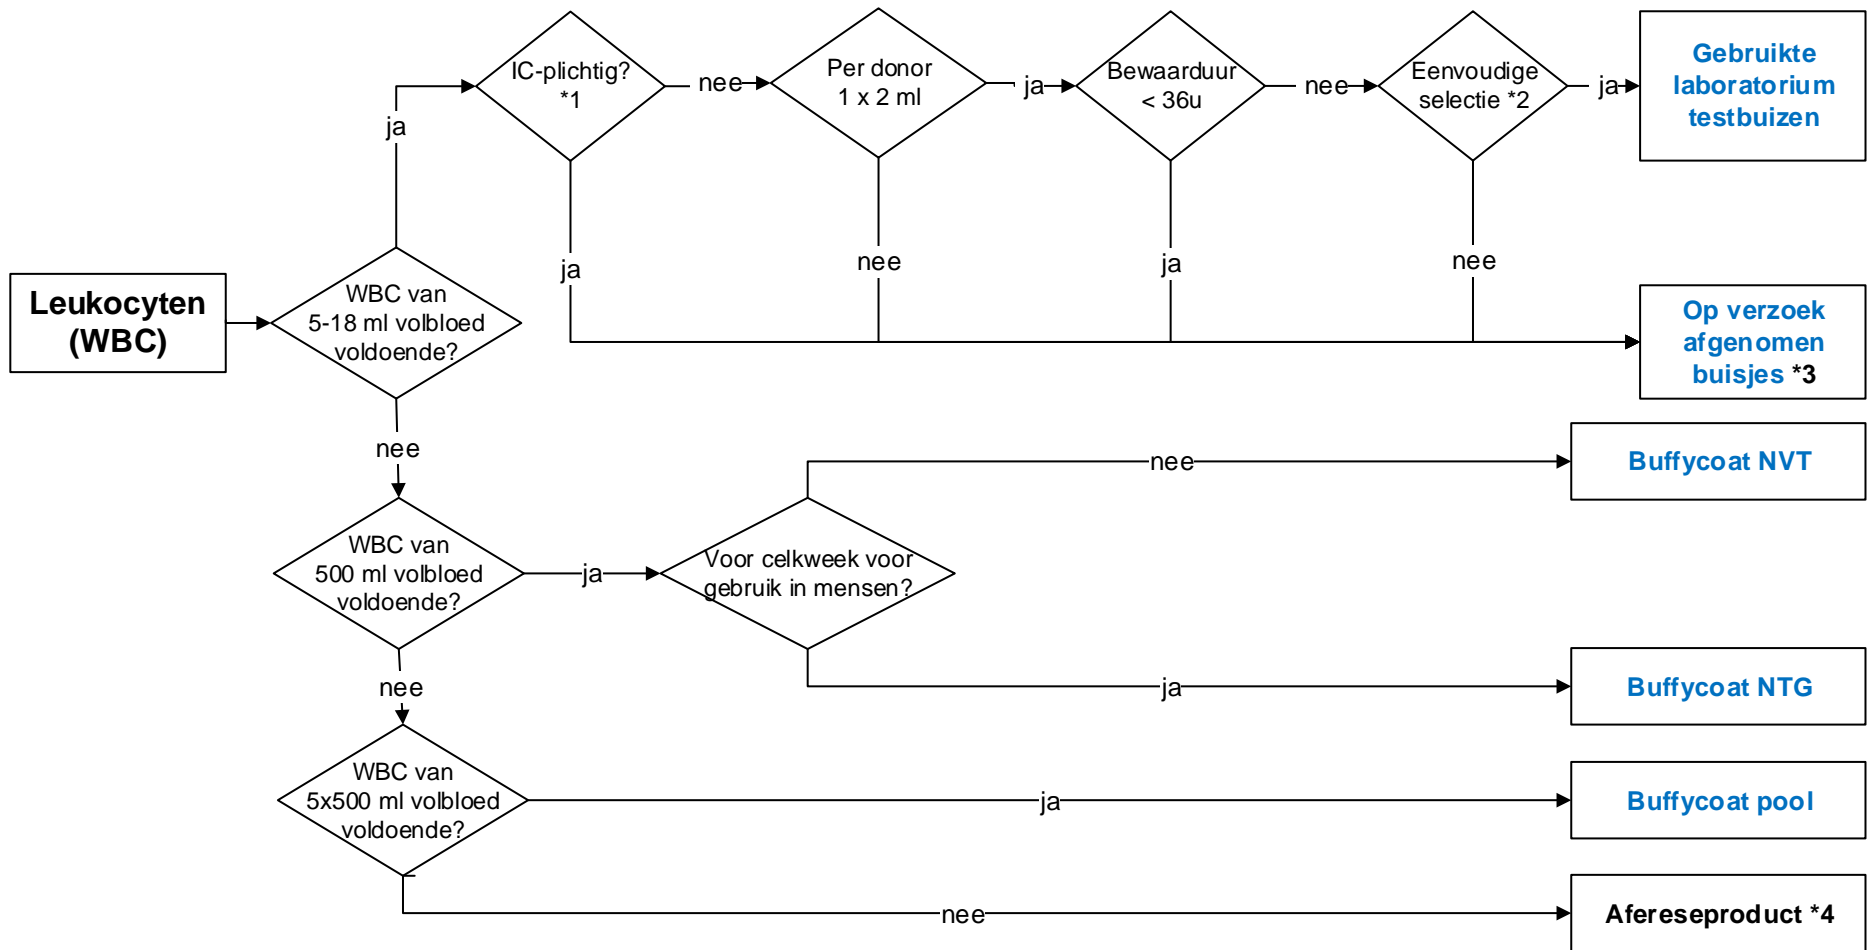 IC-plichtig?
*1
nee
Per donor
1 x 2 ml
ja
Bewaarduur
< 36u
nee
Eenvoudige
selectie *2
ja
Gebruikte
laboratorium
testbuizen
ja
ja
nee
ja
nee
Leukocyten
(WBC)
WBC van
5-18 ml volbloed
voldoende?
Op verzoek
afgenomen
buisjes *3
nee
nee
Buffycoat NVT
WBC van
500 ml volbloed
voldoende?
ja
Voor celkweek voor
gebruik in mensen?
nee
ja
Buffycoat NTG
WBC van
5x500 ml volbloed
voldoende?
ja
Buffycoat pool
nee
Afereseproduct *4